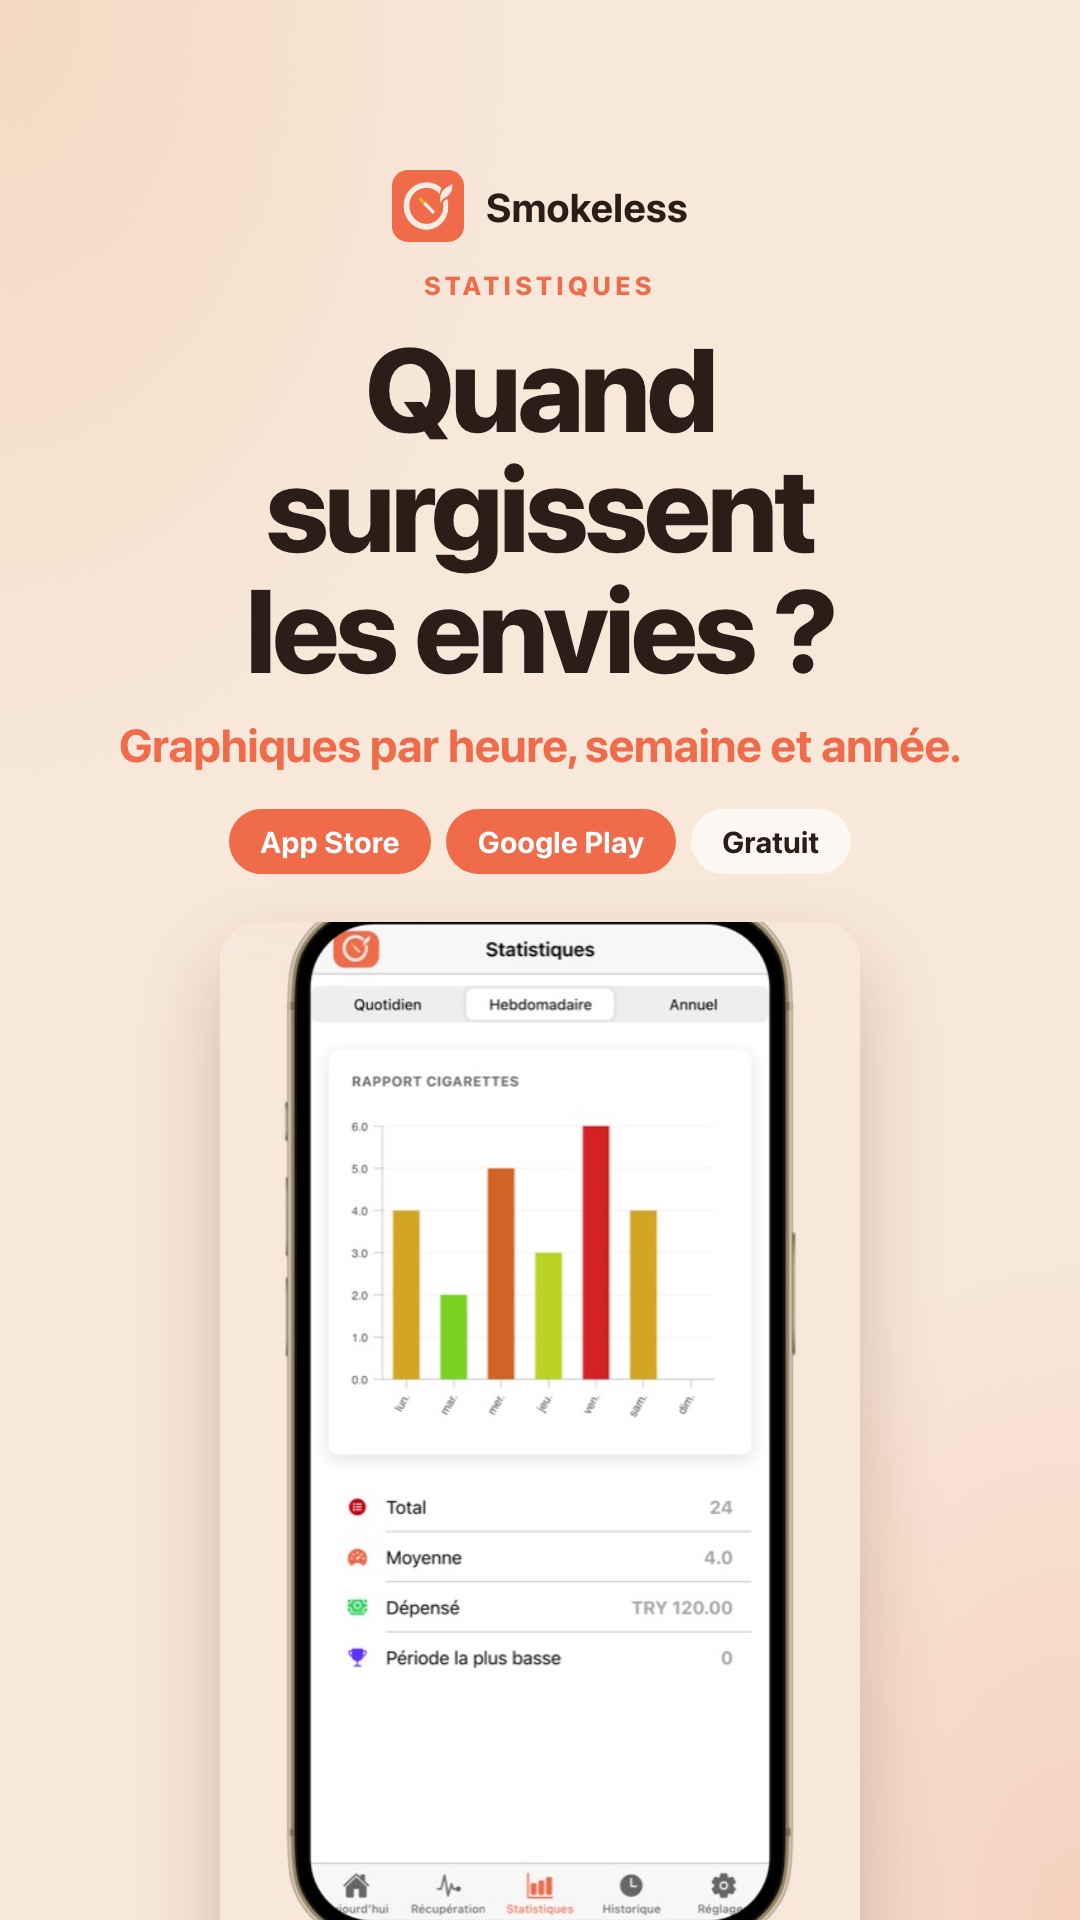 Smokeless
STATISTIQUES
Quand
surgissent
les envies ?
Graphiques par heure, semaine et année.
App Store
Google Play
Gratuit
Statistiques
Quotidien
Hebdomadaire
Annuel
RAPPORT CIGARETTES
6.0
5.0
4.0
3.0
2.0
1.0
0.0
lun.
mar.
mer.
jeu.
ven.
sam.
dim.
Total 24
Moyenne 4.0
Dépensé TRY 120.00
Période la plus basse 0
jourd'hui
Récupération
Statistiques
Historique
Réglage